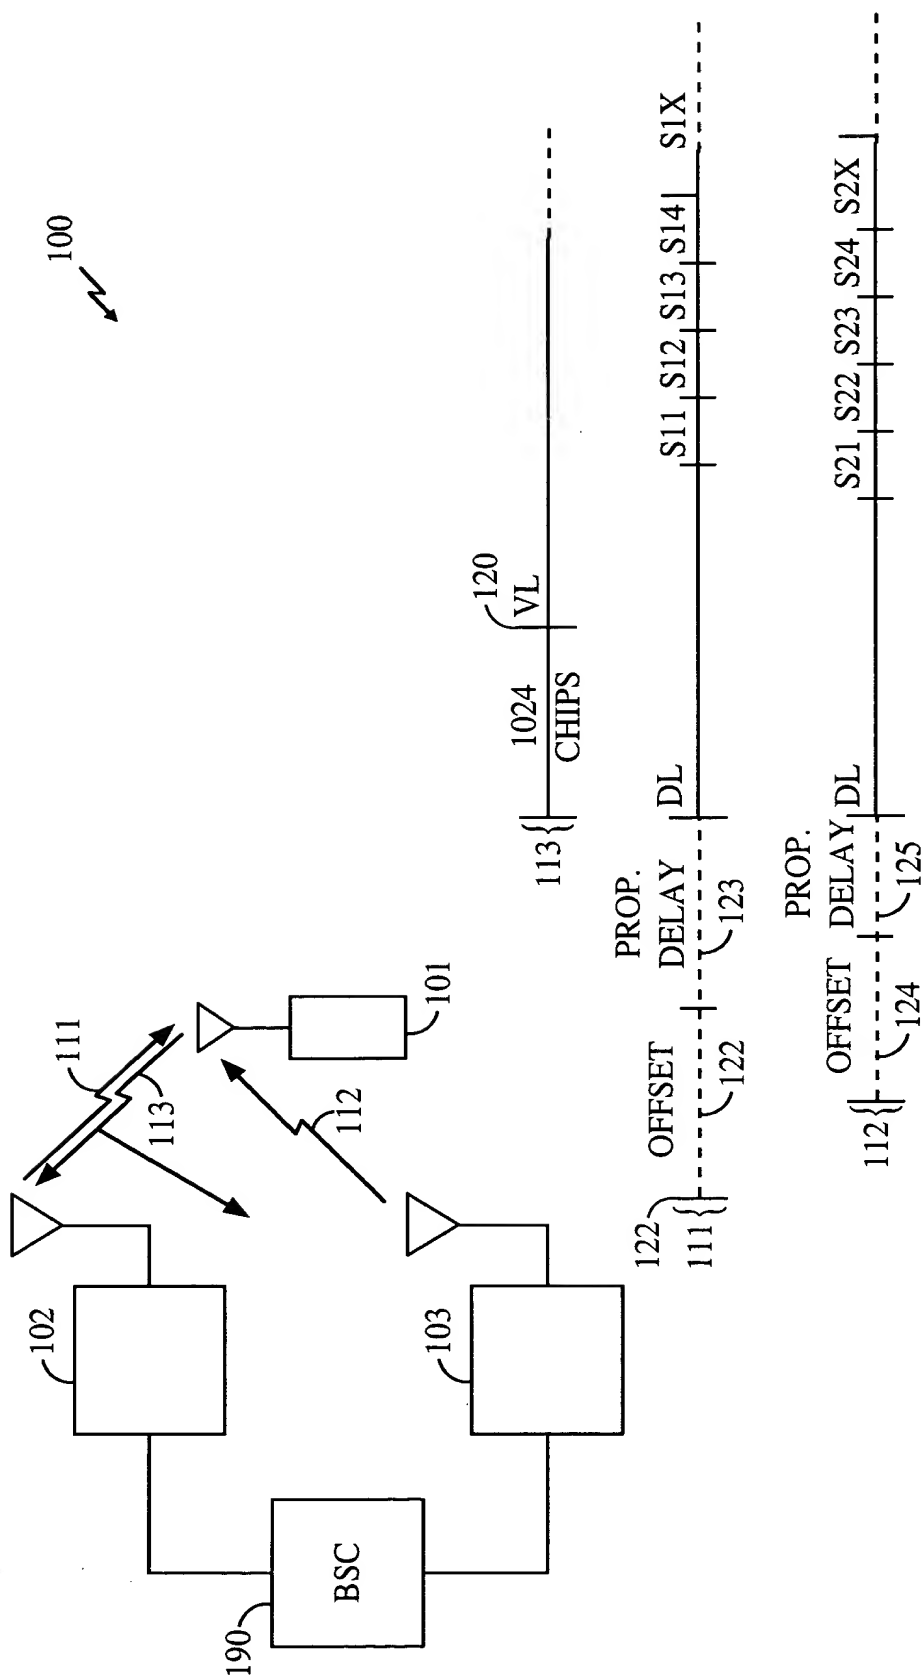 100
190
BSC
102
103
111
113
112
101
113
1024
CHIPS
120
VL
122
111
OFFSET
122
PROP.
DELAY
123
DL
S11
S12
S13
S14
S1X
112
OFFSET
124
PROP.
DELAY
125
DL
S21
S22
S23
S24
S2X